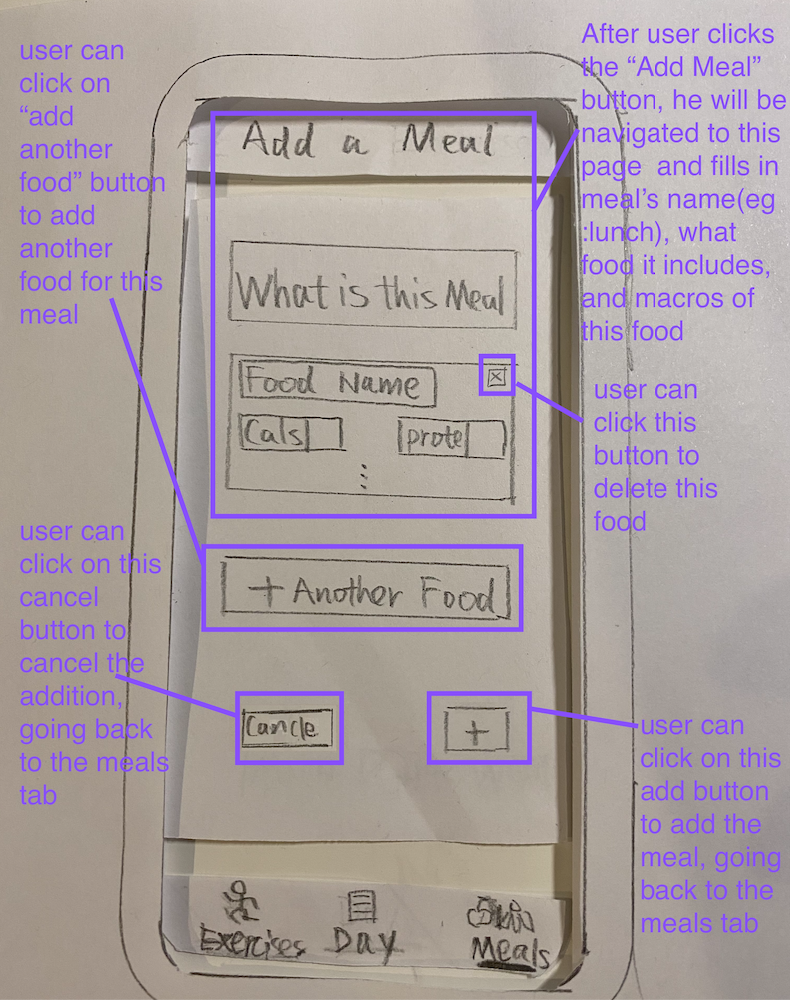 user can
click on
“add
another
food” button
to add
another
food for this
meal
After user clicks
the “Add Meal”
button, he will be
navigated to this
page and fills in
meal’s name(eg
:lunch), what
food it includes,
and macros of
this food
Add a Meal
What is this Meal
Food Name
Cals
prote
user can
click this
button to
delete this
food
+ Another Food
user can
click on this
cancel
button to
cancel the
addition,
going back
to the meals
tab
Cancle
+
user can
click on this
add button
to add the
meal, going
back to the
meals tab
Exercises
Day
Meals